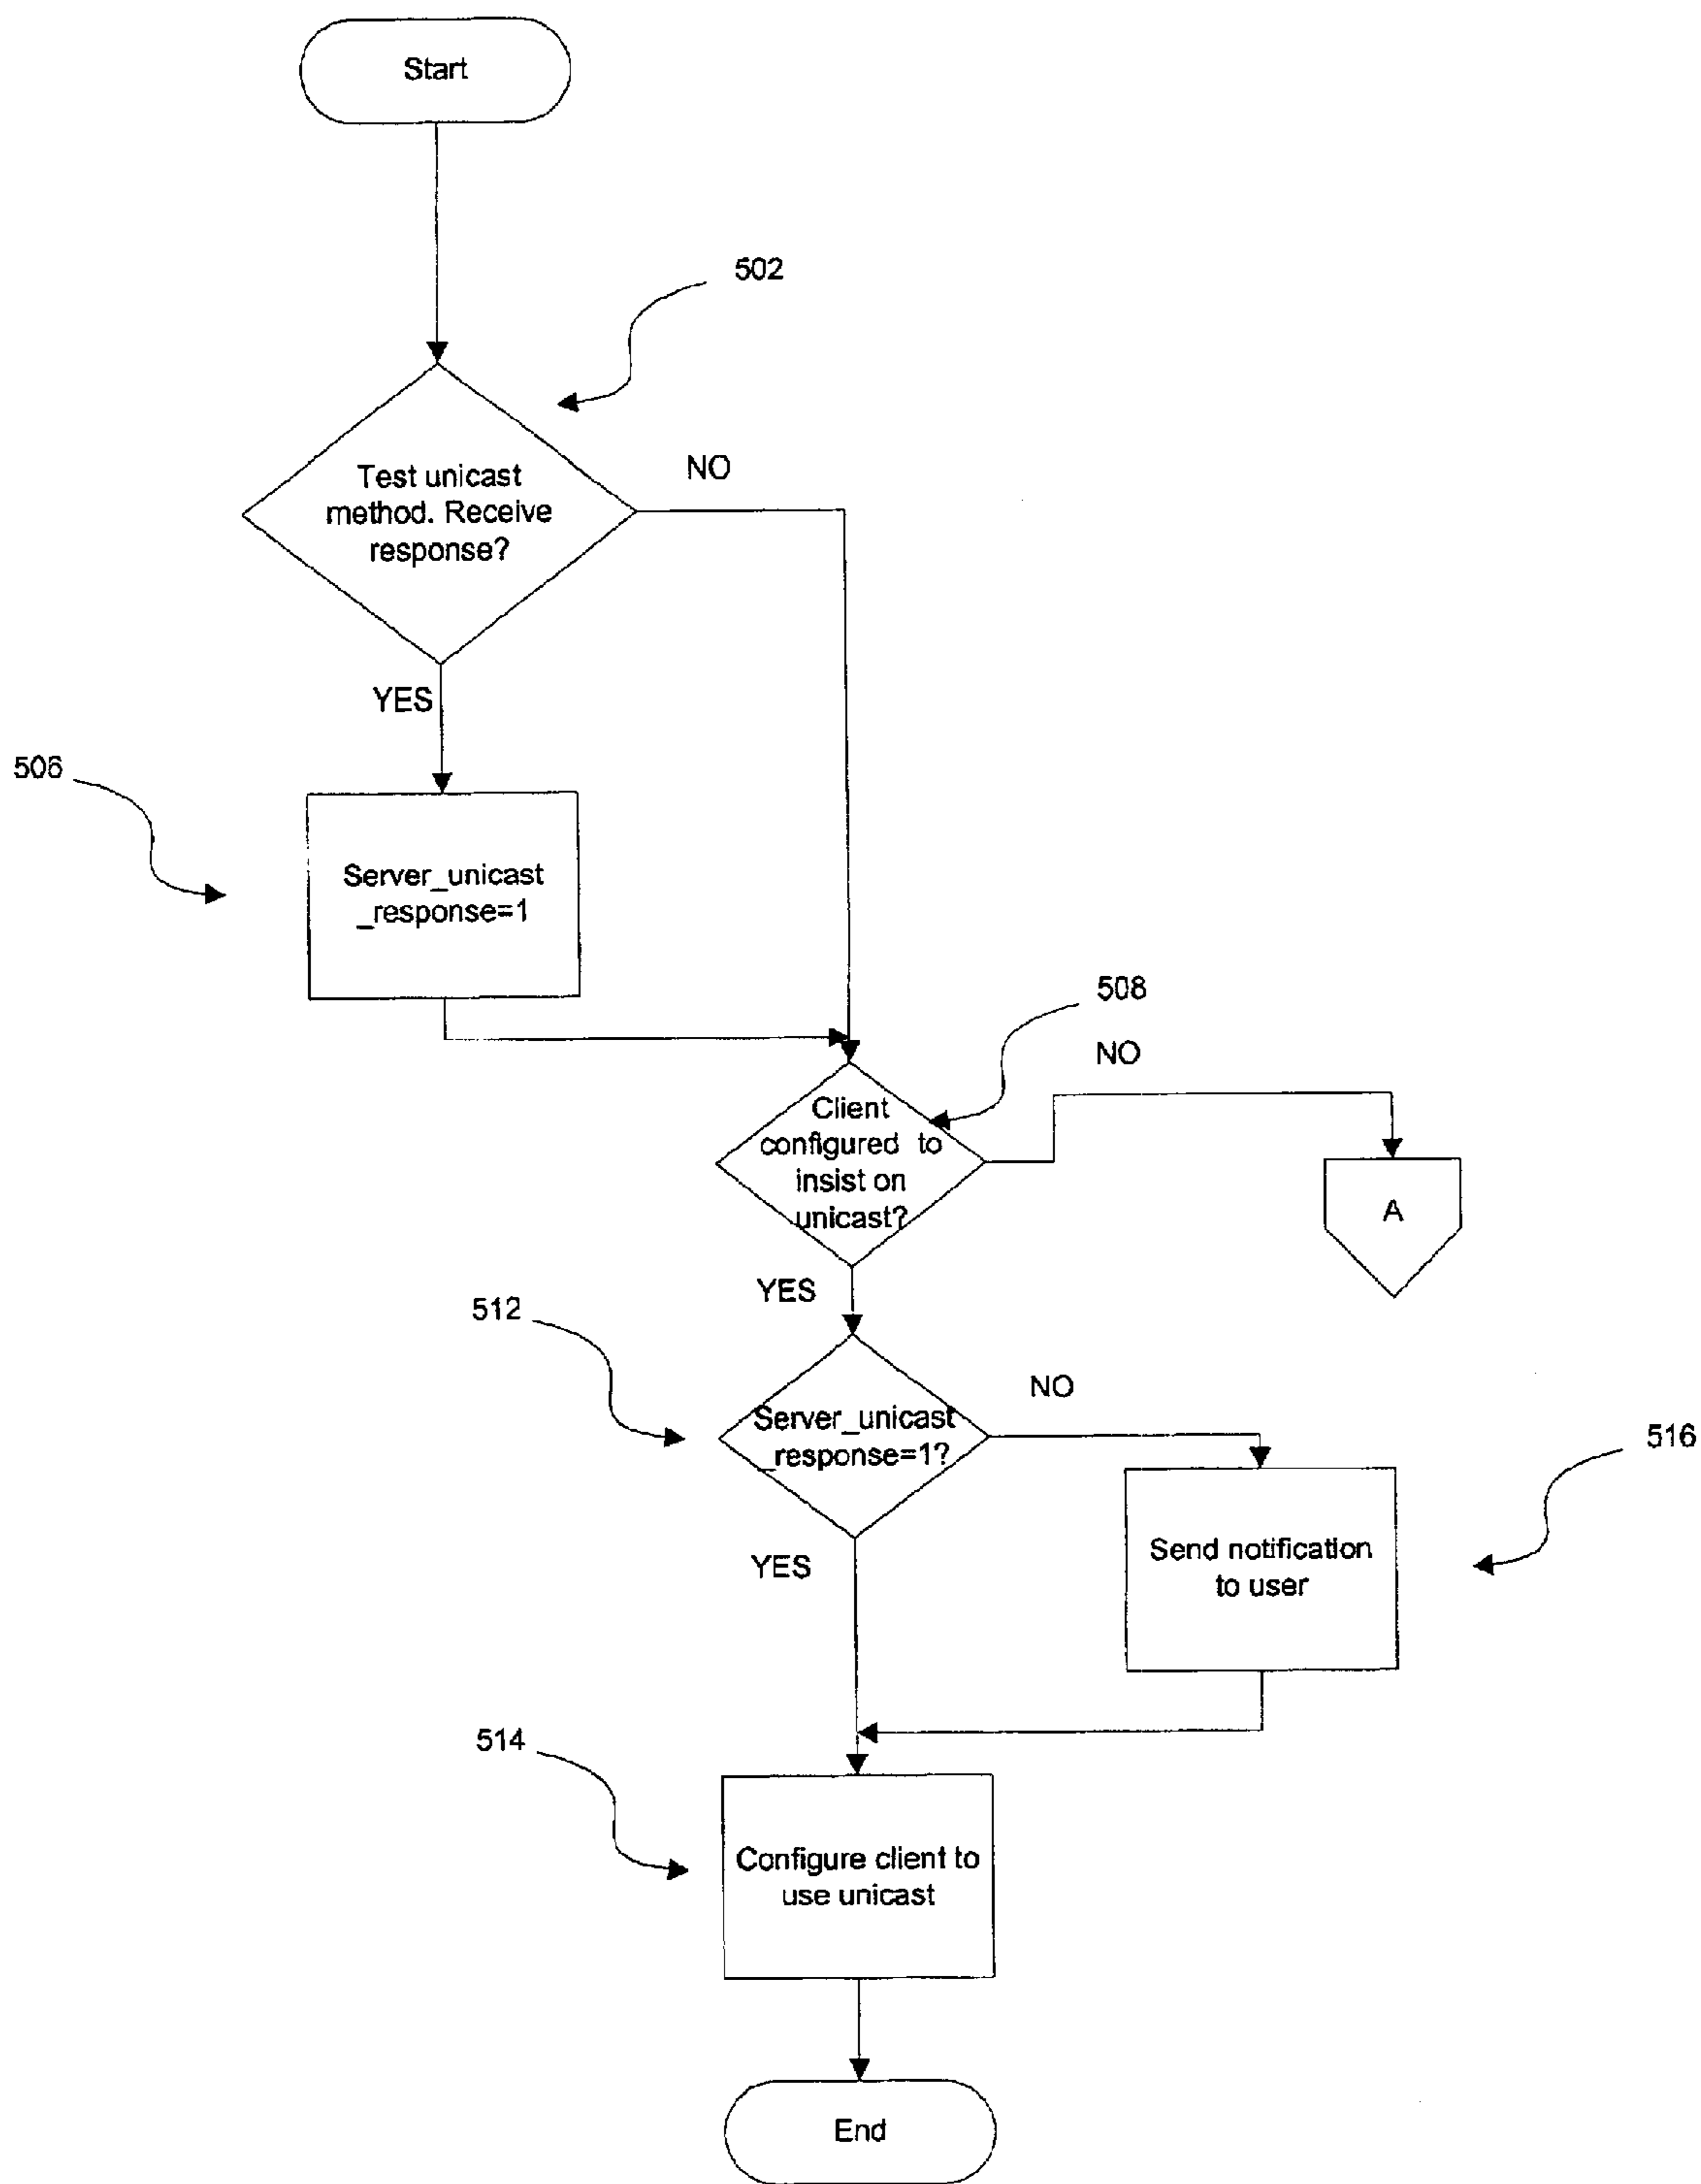 Start
502
Test unicast
method. Receive
response?
NO
YES
506
Server_unicast
_response=1
508
NO
Client
configured to
insist on
unicast?
A
YES
512
NO
Server_unicast
_response=1?
516
YES
Send notification
to user
514
Configure client to
use unicast
End